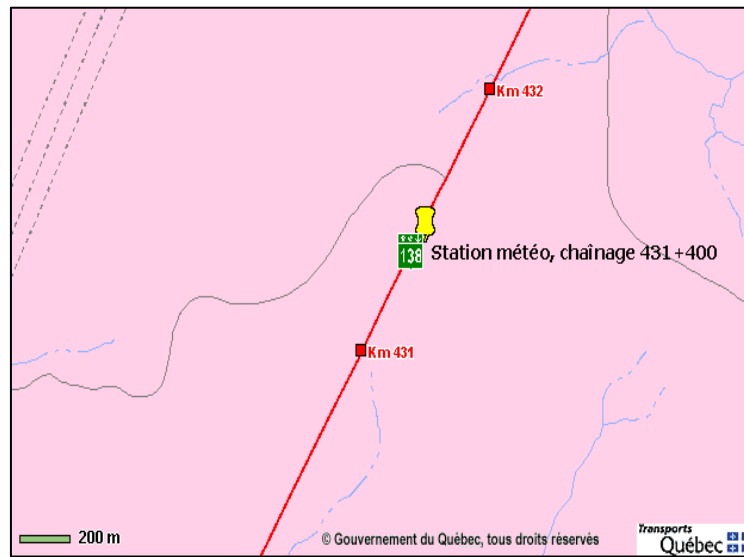 Km 432
138
Station météo, chaînage 431+400
Km 431
200 m
© Gouvernement du Québec, tous droits réservés
Transports
Québec